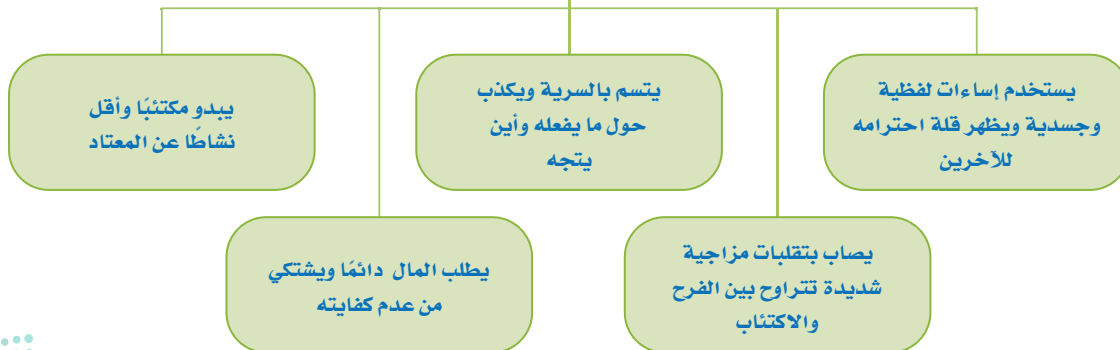 يستخدم إساءات لفظية
وجسدية ويظهر قلة احترامه
للآخرين
يتسم بالسرية ويكذب
حول ما يفعله وأين
يتجه
يبدو مكتئبًا وأقل
نشاطًا عن المعتاد
يصاب بتقلبات مزاجية
شديدة تتراوح بين الفرح
والاكتئاب
يطلب المال دائمًا ويشتكي
من عدم كفايته